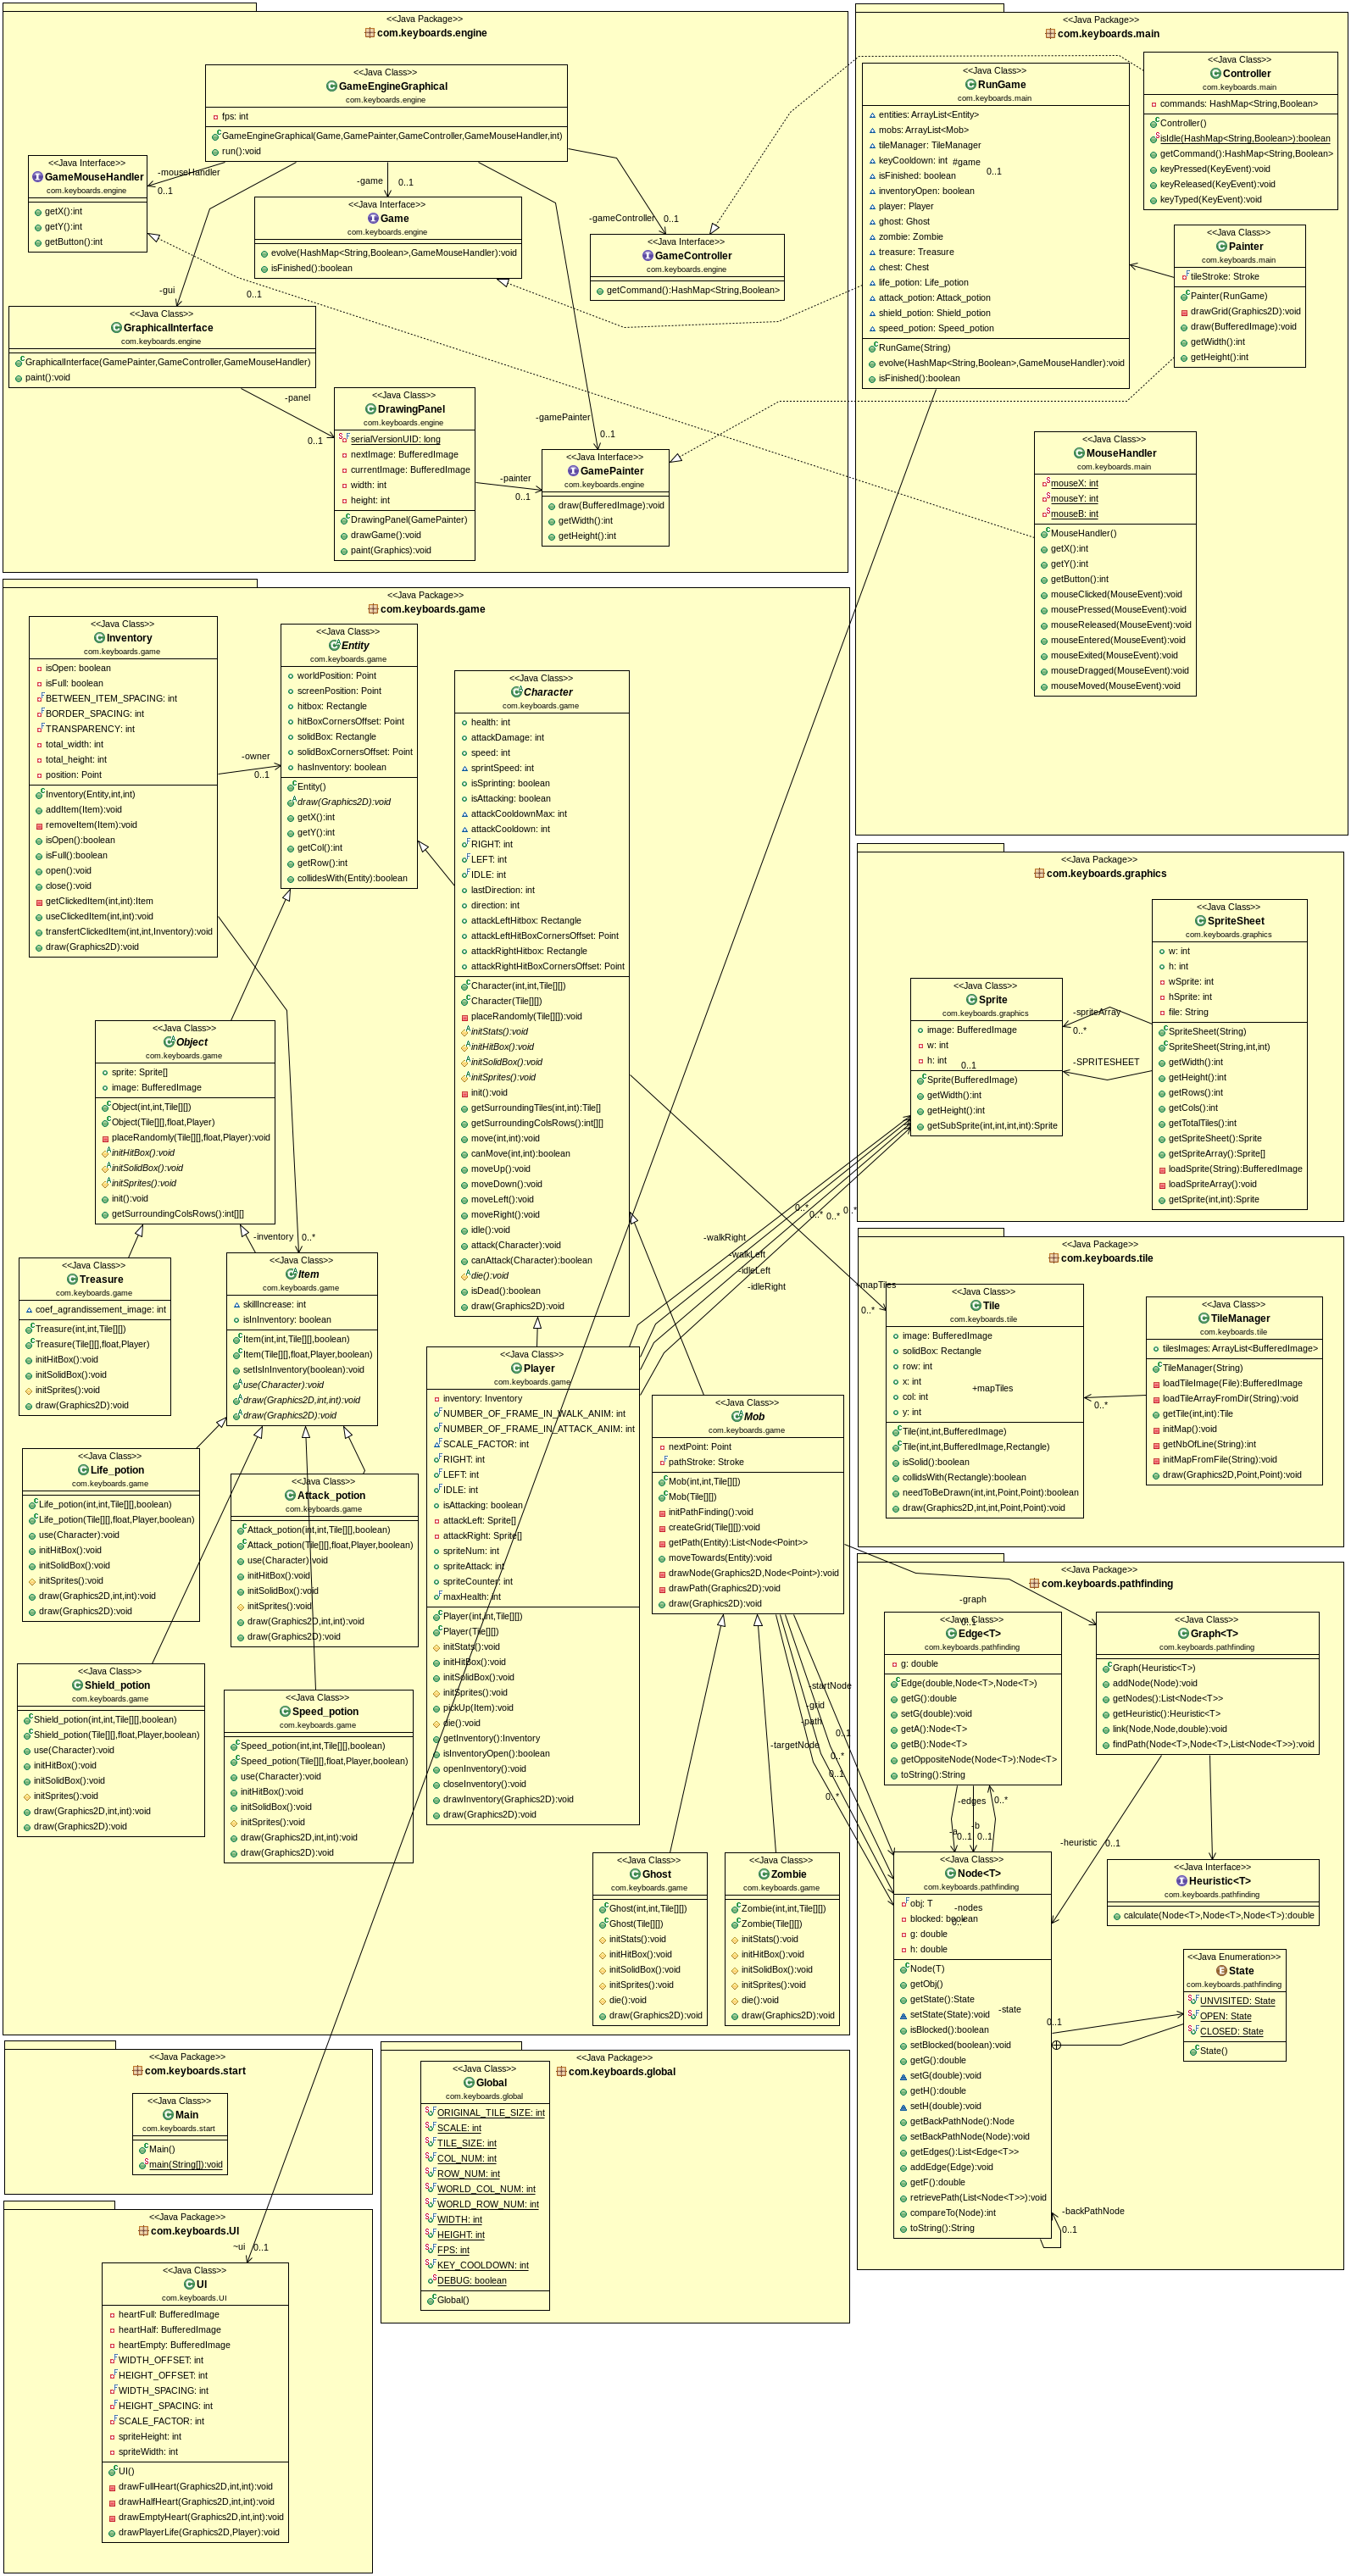 <<Java Package>>
com.keyboards.engine
<<Java Class>>
GameEngineGraphical
com.keyboards.engine
fps: int
GameEngineGraphical(Game,GamePainter,GameController,GameMouseHandler,int)
run():void
<<Java Interface>>
GameMouseHandler
com.keyboards.engine
getX():int
getY():int
getButton():int
-mouseHandler
0..1
-game
0..1
<<Java Interface>>
Game
com.keyboards.engine
evolve(HashMap<String,Boolean>,GameMouseHandler):void
isFinished():boolean
-gameController
0..1
<<Java Interface>>
GameController
com.keyboards.engine
getCommand():HashMap<String,Boolean>
-gui
0..1
<<Java Class>>
GraphicalInterface
com.keyboards.engine
GraphicalInterface(GamePainter,GameController,GameMouseHandler)
paint():void
-panel
0..1
<<Java Class>>
DrawingPanel
com.keyboards.engine
serialVersionUID: long
nextImage: BufferedImage
currentImage: BufferedImage
width: int
height: int
DrawingPanel(GamePainter)
drawGame():void
paint(Graphics):void
-gamePainter
0..1
-painter
0..1
<<Java Interface>>
GamePainter
com.keyboards.engine
draw(BufferedImage):void
getWidth():int
getHeight():int
<<Java Package>>
com.keyboards.main
<<Java Class>>
RunGame
com.keyboards.main
entities: ArrayList<Entity>
mobs: ArrayList<Mob>
tileManager: TileManager
keyCooldown: int
isFinished: boolean
inventoryOpen: boolean
player: Player
ghost: Ghost
zombie: Zombie
treasure: Treasure
chest: Chest
life_potion: Life_potion
attack_potion: Attack_potion
shield_potion: Shield_potion
speed_potion: Speed_potion
RunGame(String)
evolve(HashMap<String,Boolean>,GameMouseHandler):void
isFinished():boolean
#game
0..1
<<Java Class>>
Controller
com.keyboards.main
commands: HashMap<String,Boolean>
Controller()
isIdle(HashMap<String,Boolean>):boolean
getCommand():HashMap<String,Boolean>
keyPressed(KeyEvent):void
keyReleased(KeyEvent):void
keyTyped(KeyEvent):void
<<Java Class>>
Painter
com.keyboards.main
tileStroke: Stroke
Painter(RunGame)
drawGrid(Graphics2D):void
draw(BufferedImage):void
getWidth():int
getHeight():int
<<Java Class>>
MouseHandler
com.keyboards.main
mouseX: int
mouseY: int
mouseB: int
MouseHandler()
getX():int
getY():int
getButton():int
mouseClicked(MouseEvent):void
mousePressed(MouseEvent):void
mouseReleased(MouseEvent):void
mouseEntered(MouseEvent):void
mouseExited(MouseEvent):void
mouseDragged(MouseEvent):void
mouseMoved(MouseEvent):void
<<Java Package>>
com.keyboards.game
<<Java Class>>
Inventory
com.keyboards.game
isOpen: boolean
isFull: boolean
BETWEEN_ITEM_SPACING: int
BORDER_SPACING: int
TRANSPARENCY: int
total_width: int
total_height: int
position: Point
Inventory(Entity,int,int)
addItem(Item):void
removeItem(Item):void
isOpen():boolean
isFull():boolean
open():void
close():void
getClickedItem(int,int):Item
useClickedItem(int,int):void
transfertClickedItem(int,int,Inventory):void
draw(Graphics2D):void
-owner
0..1
<<Java Class>>
Entity
com.keyboards.game
worldPosition: Point
screenPosition: Point
hitbox: Rectangle
hitBoxCornersOffset: Point
solidBox: Rectangle
solidBoxCornersOffset: Point
hasInventory: boolean
Entity()
draw(Graphics2D):void
getX():int
getY():int
getCol():int
getRow():int
collidesWith(Entity):boolean
<<Java Class>>
Character
com.keyboards.game
health: int
attackDamage: int
speed: int
sprintSpeed: int
isSprinting: boolean
isAttacking: boolean
attackCooldownMax: int
attackCooldown: int
RIGHT: int
LEFT: int
IDLE: int
lastDirection: int
direction: int
attackLeftHitbox: Rectangle
attackLeftHitBoxCornersOffset: Point
attackRightHitbox: Rectangle
attackRightHitBoxCornersOffset: Point
Character(int,int,Tile[][])
Character(Tile[][])
placeRandomly(Tile[][]):void
initStats():void
initHitBox():void
initSolidBox():void
initSprites():void
init():void
getSurroundingTiles(int,int):Tile[]
getSurroundingColsRows():int[][]
move(int,int):void
canMove(int,int):boolean
moveUp():void
moveDown():void
moveLeft():void
moveRight():void
idle():void
attack(Character):void
canAttack(Character):boolean
die():void
isDead():boolean
draw(Graphics2D):void
<<Java Class>>
Object
com.keyboards.game
sprite: Sprite[]
image: BufferedImage
Object(int,int,Tile[][])
Object(Tile[][],float,Player)
placeRandomly(Tile[][],float,Player):void
initHitBox():void
initSolidBox():void
initSprites():void
init():void
getSurroundingColsRows():int[][]
-inventory
0..*
<<Java Class>>
Treasure
com.keyboards.game
coef_agrandissement_image: int
Treasure(int,int,Tile[][])
Treasure(Tile[][],float,Player)
initHitBox():void
initSolidBox():void
initSprites():void
draw(Graphics2D):void
<<Java Class>>
Item
com.keyboards.game
skillIncrease: int
isInInventory: boolean
Item(int,int,Tile[][],boolean)
Item(Tile[][],float,Player,boolean)
setIsInInventory(boolean):void
use(Character):void
draw(Graphics2D,int,int):void
draw(Graphics2D):void
<<Java Class>>
Life_potion
com.keyboards.game
Life_potion(int,int,Tile[][],boolean)
Life_potion(Tile[][],float,Player,boolean)
use(Character):void
initHitBox():void
initSolidBox():void
initSprites():void
draw(Graphics2D,int,int):void
draw(Graphics2D):void
<<Java Class>>
Attack_potion
com.keyboards.game
Attack_potion(int,int,Tile[][],boolean)
Attack_potion(Tile[][],float,Player,boolean)
use(Character):void
initHitBox():void
initSolidBox():void
initSprites():void
draw(Graphics2D,int,int):void
draw(Graphics2D):void
<<Java Class>>
Shield_potion
com.keyboards.game
Shield_potion(int,int,Tile[][],boolean)
Shield_potion(Tile[][],float,Player,boolean)
use(Character):void
initHitBox():void
initSolidBox():void
initSprites():void
draw(Graphics2D,int,int):void
draw(Graphics2D):void
<<Java Class>>
Speed_potion
com.keyboards.game
Speed_potion(int,int,Tile[][],boolean)
Speed_potion(Tile[][],float,Player,boolean)
use(Character):void
initHitBox():void
initSolidBox():void
initSprites():void
draw(Graphics2D,int,int):void
draw(Graphics2D):void
<<Java Class>>
Player
com.keyboards.game
inventory: Inventory
NUMBER_OF_FRAME_IN_WALK_ANIM: int
NUMBER_OF_FRAME_IN_ATTACK_ANIM: int
SCALE_FACTOR: int
RIGHT: int
LEFT: int
IDLE: int
isAttacking: boolean
attackLeft: Sprite[]
attackRight: Sprite[]
spriteNum: int
spriteAttack: int
spriteCounter: int
maxHealth: int
Player(int,int,Tile[][])
Player(Tile[][])
initStats():void
initHitBox():void
initSolidBox():void
initSprites():void
pickUp(Item):void
die():void
getInventory():Inventory
isInventoryOpen():boolean
openInventory():void
closeInventory():void
drawInventory(Graphics2D):void
draw(Graphics2D):void
-walkRight
-walkLeft
-idleLeft
-idleRight
0..*
0..*
0..*
0..*
<<Java Class>>
Mob
com.keyboards.game
nextPoint: Point
pathStroke: Stroke
Mob(int,int,Tile[][])
Mob(Tile[][])
initPathFinding():void
createGrid(Tile[][]):void
getPath(Entity):List<Node<Point>>
moveTowards(Entity):void
drawNode(Graphics2D,Node<Point>):void
drawPath(Graphics2D):void
draw(Graphics2D):void
-startNode
-grid
-path
-targetNode
0..1
0..*
0..1
0..*
<<Java Class>>
Ghost
com.keyboards.game
Ghost(int,int,Tile[][])
Ghost(Tile[][])
initStats():void
initHitBox():void
initSolidBox():void
initSprites():void
die():void
draw(Graphics2D):void
<<Java Class>>
Zombie
com.keyboards.game
Zombie(int,int,Tile[][])
Zombie(Tile[][])
initStats():void
initHitBox():void
initSolidBox():void
initSprites():void
die():void
draw(Graphics2D):void
<<Java Package>>
com.keyboards.graphics
<<Java Class>>
Sprite
com.keyboards.graphics
image: BufferedImage
w: int
h: int
0..1
Sprite(BufferedImage)
getWidth():int
getHeight():int
getSubSprite(int,int,int,int):Sprite
-spriteArray
0..*
-SPRITESHEET
<<Java Class>>
SpriteSheet
com.keyboards.graphics
w: int
h: int
wSprite: int
hSprite: int
file: String
SpriteSheet(String)
SpriteSheet(String,int,int)
getWidth():int
getHeight():int
getRows():int
getCols():int
getTotalTiles():int
getSpriteSheet():Sprite
getSpriteArray():Sprite[]
loadSprite(String):BufferedImage
loadSpriteArray():void
getSprite(int,int):Sprite
<<Java Package>>
com.keyboards.tile
-mapTiles
0..*
<<Java Class>>
Tile
com.keyboards.tile
image: BufferedImage
solidBox: Rectangle
row: int
x: int
col: int
y: int
+mapTiles
0..*
Tile(int,int,BufferedImage)
Tile(int,int,BufferedImage,Rectangle)
isSolid():boolean
collidsWith(Rectangle):boolean
needToBeDrawn(int,int,Point,Point):boolean
draw(Graphics2D,int,int,Point,Point):void
<<Java Class>>
TileManager
com.keyboards.tile
tilesImages: ArrayList<BufferedImage>
TileManager(String)
loadTileImage(File):BufferedImage
loadTileArrayFromDir(String):void
getTile(int,int):Tile
initMap():void
getNbOfLine(String):int
initMapFromFile(String):void
draw(Graphics2D,Point,Point):void
<<Java Package>>
com.keyboards.pathfinding
-graph
0..1
<<Java Class>>
Edge<T>
com.keyboards.pathfinding
g: double
Edge(double,Node<T>,Node<T>)
getG():double
setG(double):void
getA():Node<T>
getB():Node<T>
getOppositeNode(Node<T>):Node<T>
toString():String
<<Java Class>>
Graph<T>
com.keyboards.pathfinding
Graph(Heuristic<T>)
addNode(Node):void
getNodes():List<Node<T>>
getHeuristic():Heuristic<T>
link(Node,Node,double):void
findPath(Node<T>,Node<T>,List<Node<T>>):void
-edges
0..*
-a
0..1
-b
0..1
-heuristic
0..1
<<Java Class>>
Node<T>
com.keyboards.pathfinding
obj: T
blocked: boolean
g: double
h: double
-nodes
0..*
Node(T)
getObj()
getState():State
setState(State):void
isBlocked():boolean
setBlocked(boolean):void
getG():double
setG(double):void
getH():double
setH(double):void
getBackPathNode():Node
setBackPathNode(Node):void
getEdges():List<Edge<T>>
addEdge(Edge):void
getF():double
retrievePath(List<Node<T>>):void
compareTo(Node):int
toString():String
<<Java Interface>>
Heuristic<T>
com.keyboards.pathfinding
calculate(Node<T>,Node<T>,Node<T>):double
-state
0..1
<<Java Enumeration>>
State
com.keyboards.pathfinding
UNVISITED: State
OPEN: State
CLOSED: State
State()
-backPathNode
0..1
<<Java Package>>
com.keyboards.start
<<Java Class>>
Main
com.keyboards.start
Main()
main(String[]):void
<<Java Package>>
com.keyboards.global
<<Java Class>>
Global
com.keyboards.global
ORIGINAL_TILE_SIZE: int
SCALE: int
TILE_SIZE: int
COL_NUM: int
ROW_NUM: int
WORLD_COL_NUM: int
WORLD_ROW_NUM: int
WIDTH: int
HEIGHT: int
FPS: int
KEY_COOLDOWN: int
DEBUG: boolean
Global()
<<Java Package>>
com.keyboards.UI
~ui
0..1
<<Java Class>>
UI
com.keyboards.UI
heartFull: BufferedImage
heartHalf: BufferedImage
heartEmpty: BufferedImage
WIDTH_OFFSET: int
HEIGHT_OFFSET: int
WIDTH_SPACING: int
HEIGHT_SPACING: int
SCALE_FACTOR: int
spriteHeight: int
spriteWidth: int
UI()
drawFullHeart(Graphics2D,int,int):void
drawHalfHeart(Graphics2D,int,int):void
drawEmptyHeart(Graphics2D,int,int):void
drawPlayerLife(Graphics2D,Player):void